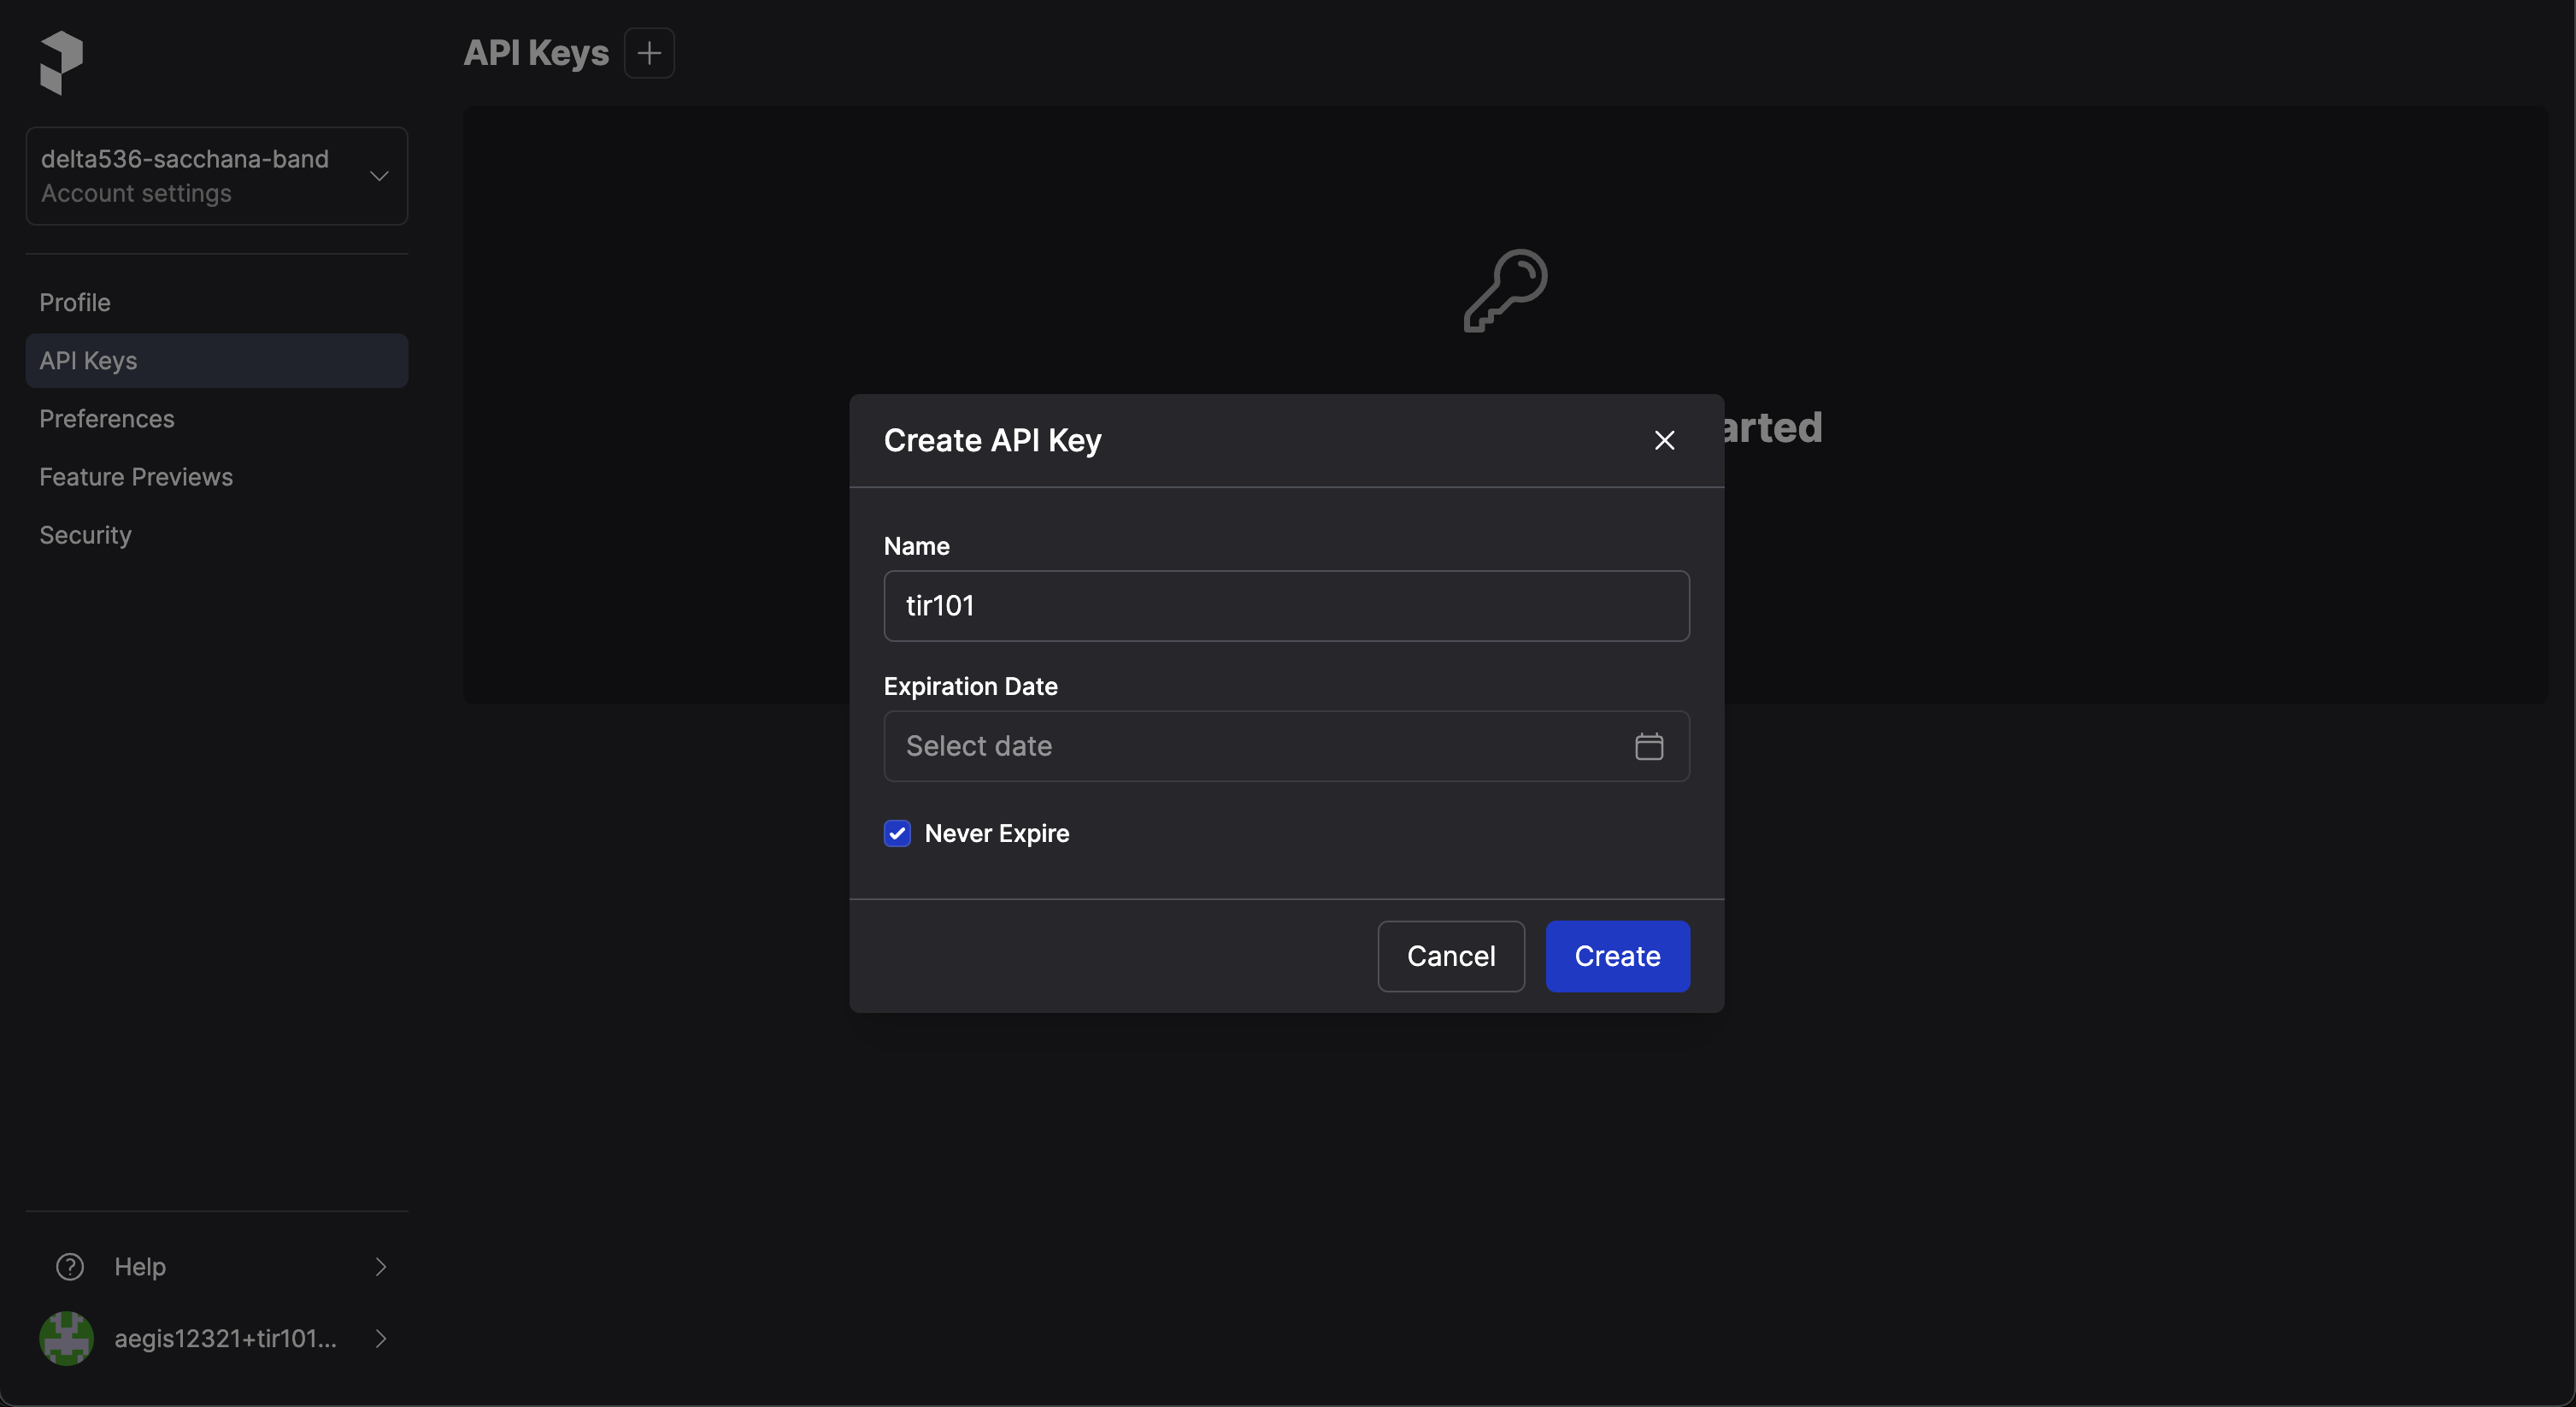 API Keys
delta536-sacchana-band
Account settings
Profile
API Keys
Preferences
Feature Previews
Security
Create API Key
Name
tir101
Expiration Date
Select date
Never Expire
Cancel
Create
Help
aegis12321+tir101...